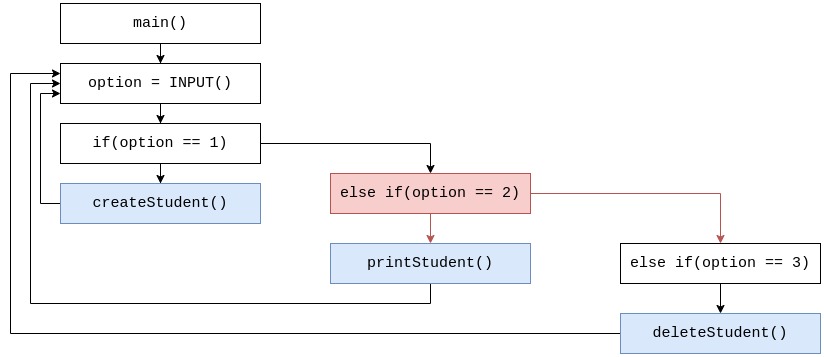 main()
option = INPUT()
if(option == 1)
createStudent()
else if(option == 2)
printStudent()
else if(option == 3)
deleteStudent()